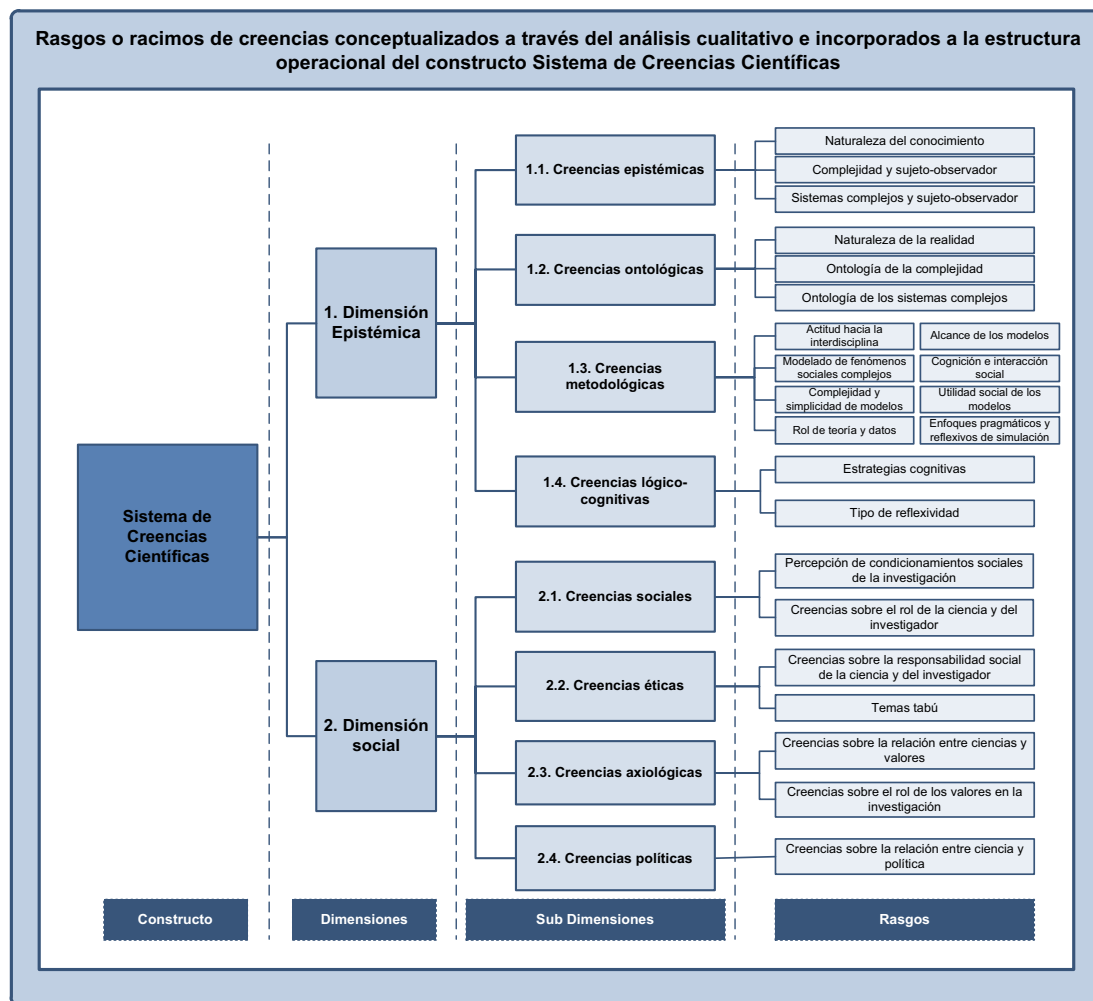 Rasgos o racimos de creencias conceptualizados a través del análisis cualitativo e incorporados a la estructura
operacional del constructo Sistema de Creencias Científicas
Sistema de
Creencias
Científicas
1. Dimensión
Epistémica
1.1. Creencias epistémicas
Naturaleza del conocimiento
Complejidad y sujeto-observador
Sistemas complejos y sujeto-observador
1.2. Creencias ontológicas
Naturaleza de la realidad
Ontología de la complejidad
Ontología de los sistemas complejos
1.3. Creencias
metodológicas
Actitud hacia la
interdisciplina
Alcance de los modelos
Modelado de fenómenos
sociales complejos
Cognición e interacción
social
Complejidad y
simplicidad de modelos
Utilidad social de los
modelos
Rol de teoría y datos
Enfoques pragmáticos y
reflexivos de simulación
1.4. Creencias lógico-
cognitivas
Estrategias cognitivas
Tipo de reflexividad
2. Dimensión
social
2.1. Creencias sociales
Percepción de condicionamientos sociales
de la investigación
Creencias sobre el rol de la ciencia y del
investigador
2.2. Creencias éticas
Creencias sobre la responsabilidad social
de la ciencia y del investigador
Temas tabú
2.3. Creencias axiológicas
Creencias sobre la relación entre ciencias y
valores
Creencias sobre el rol de los valores en la
investigación
2.4. Creencias políticas
Creencias sobre la relación entre ciencia y
política
Constructo
Dimensiones
Sub Dimensiones
Rasgos